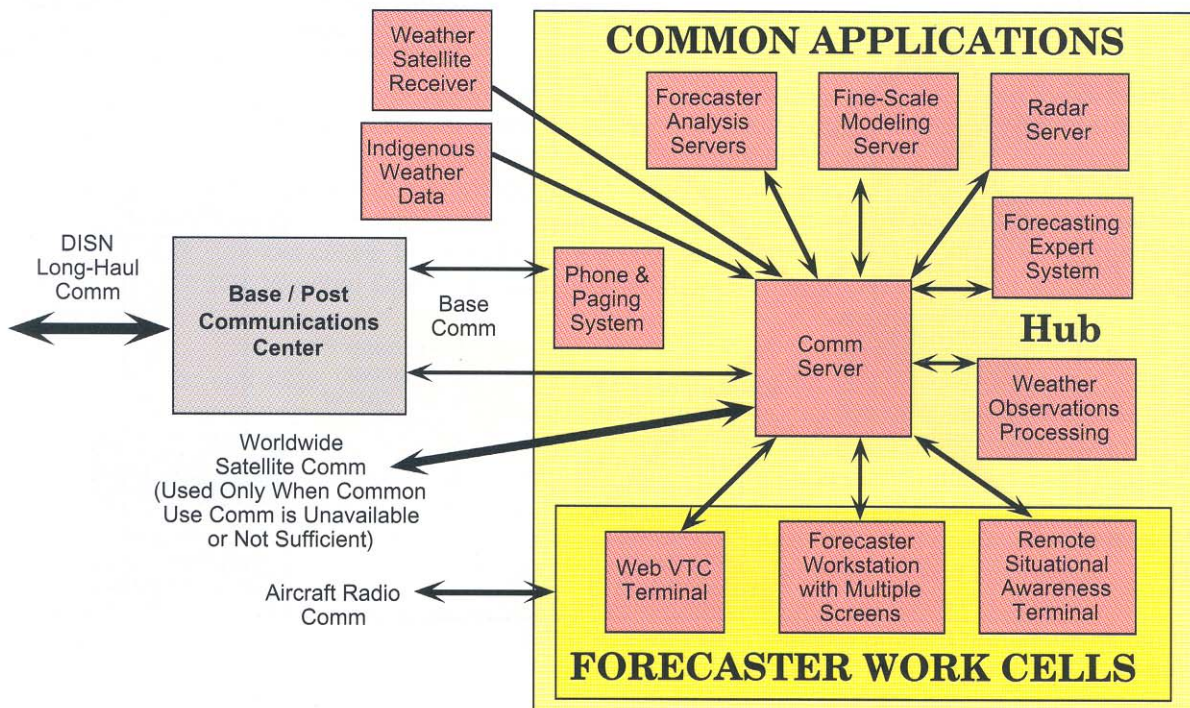 Weather
Satellite
Receiver
Indigenous
Weather
Data
COMMON APPLICATIONS
Forecaster
Analysis
Servers
Fine-Scale
Modeling
Server
Radar
Server
Forecasting
Expert
System
DISN
Long-Haul
Comm
Base / Post
Communications
Center
Base
Comm
Phone &
Paging
System
Comm
Server
Hub
Weather
Observations
Processing
Worldwide
Satellite Comm
(Used Only When Common
Use Comm is Unavailable
or Not Sufficient)
Aircraft Radio
Comm
Web VTC
Terminal
Forecaster
Workstation
with Multiple
Screens
Remote
Situational
Awareness
Terminal
FORECASTER WORK CELLS